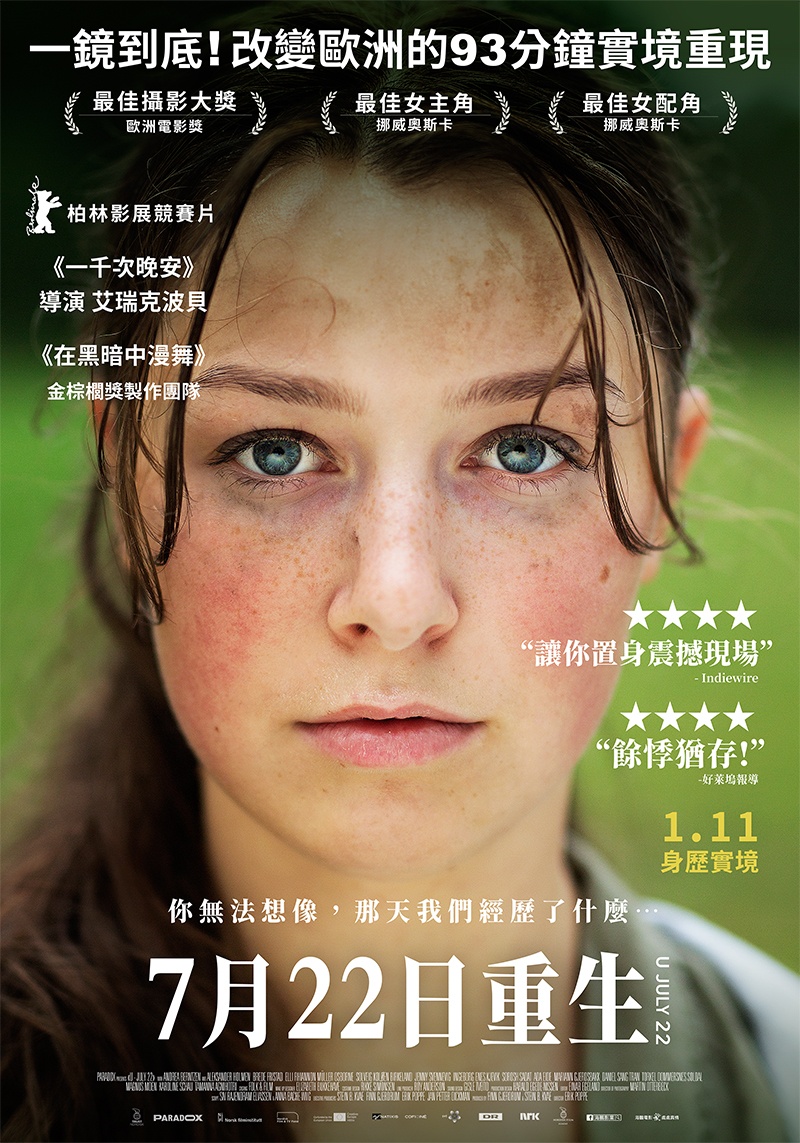 一鏡到底!改變歐洲的93分鐘實境重現
最佳攝影大獎
歐洲電影獎
最佳女主角
挪威奧斯卡
最佳女配角
挪威奧斯卡
柏林影展競賽片
《一千次晚安》
導演 艾瑞克波貝
《在黑暗中漫舞》
金棕櫚獎製作團隊
★★★★
“讓你置身震撼現場”
- Indiewire
★★★★
“餘悸猶存!”
-好萊塢報導
1.11
身歷實境
你無法想像,那天我們經歷了什麼…
7月22日重生
U JULY 22
PARADOX
Norsk filminstitutt
DR
NRK